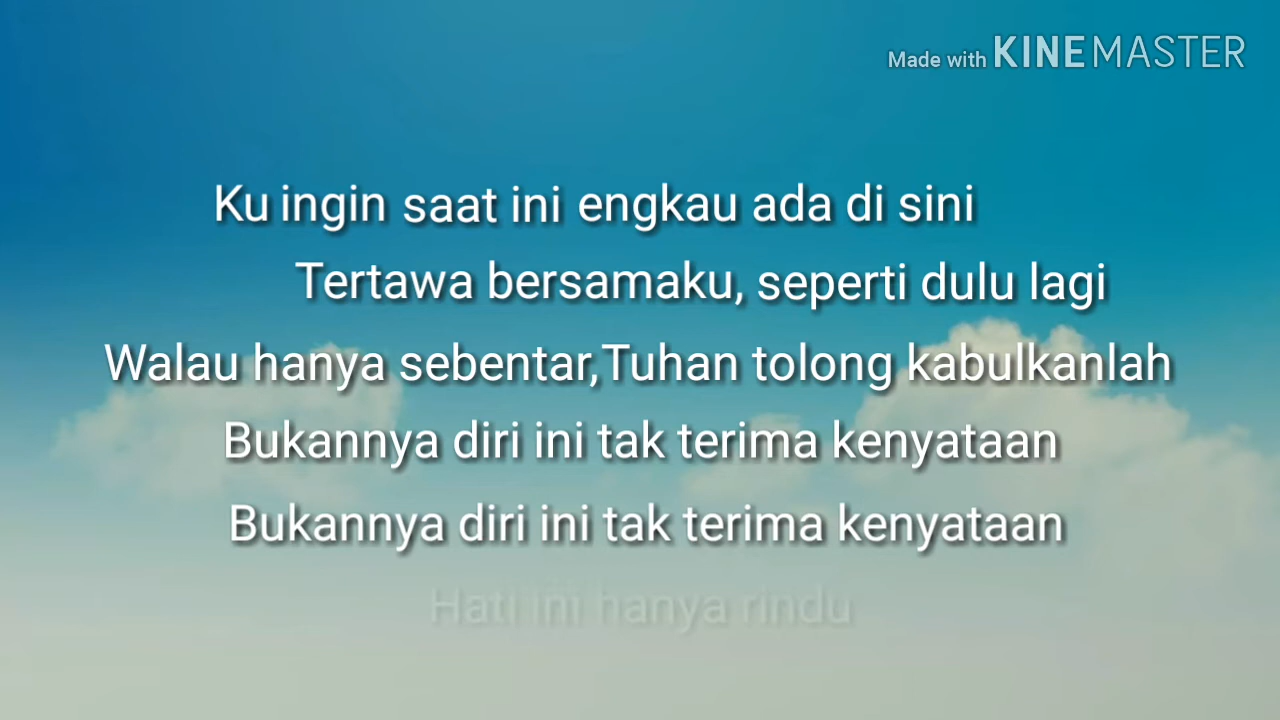 Made with KINEMASTER
Ku ingin saat ini engkau ada di sini
Tertawa bersamaku, seperti dulu lagi
Walau hanya sebentar,Tuhan tolong kabulkanlah
Bukannya diri ini tak terima kenyataan
Bukannya diri ini tak terima kenyataan
Hati ini hanya rindu